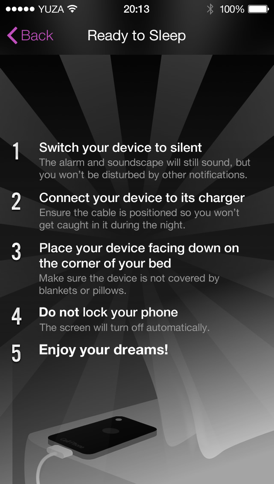 YUZA 20:13 100%
Back Ready to Sleep
1 Switch your device to silent
The alarm and soundscape will still sound, but
you won't be disturbed by other notifications.
2 Connect your device to its charger
Ensure the cable is positioned so you won't
get caught in it during the night.
3 Place your device facing down on
the corner of your bed
Make sure the device is not covered by
blankets or pillows.
4 Do not lock your phone
The screen will turn off automatically.
5 Enjoy your dreams!